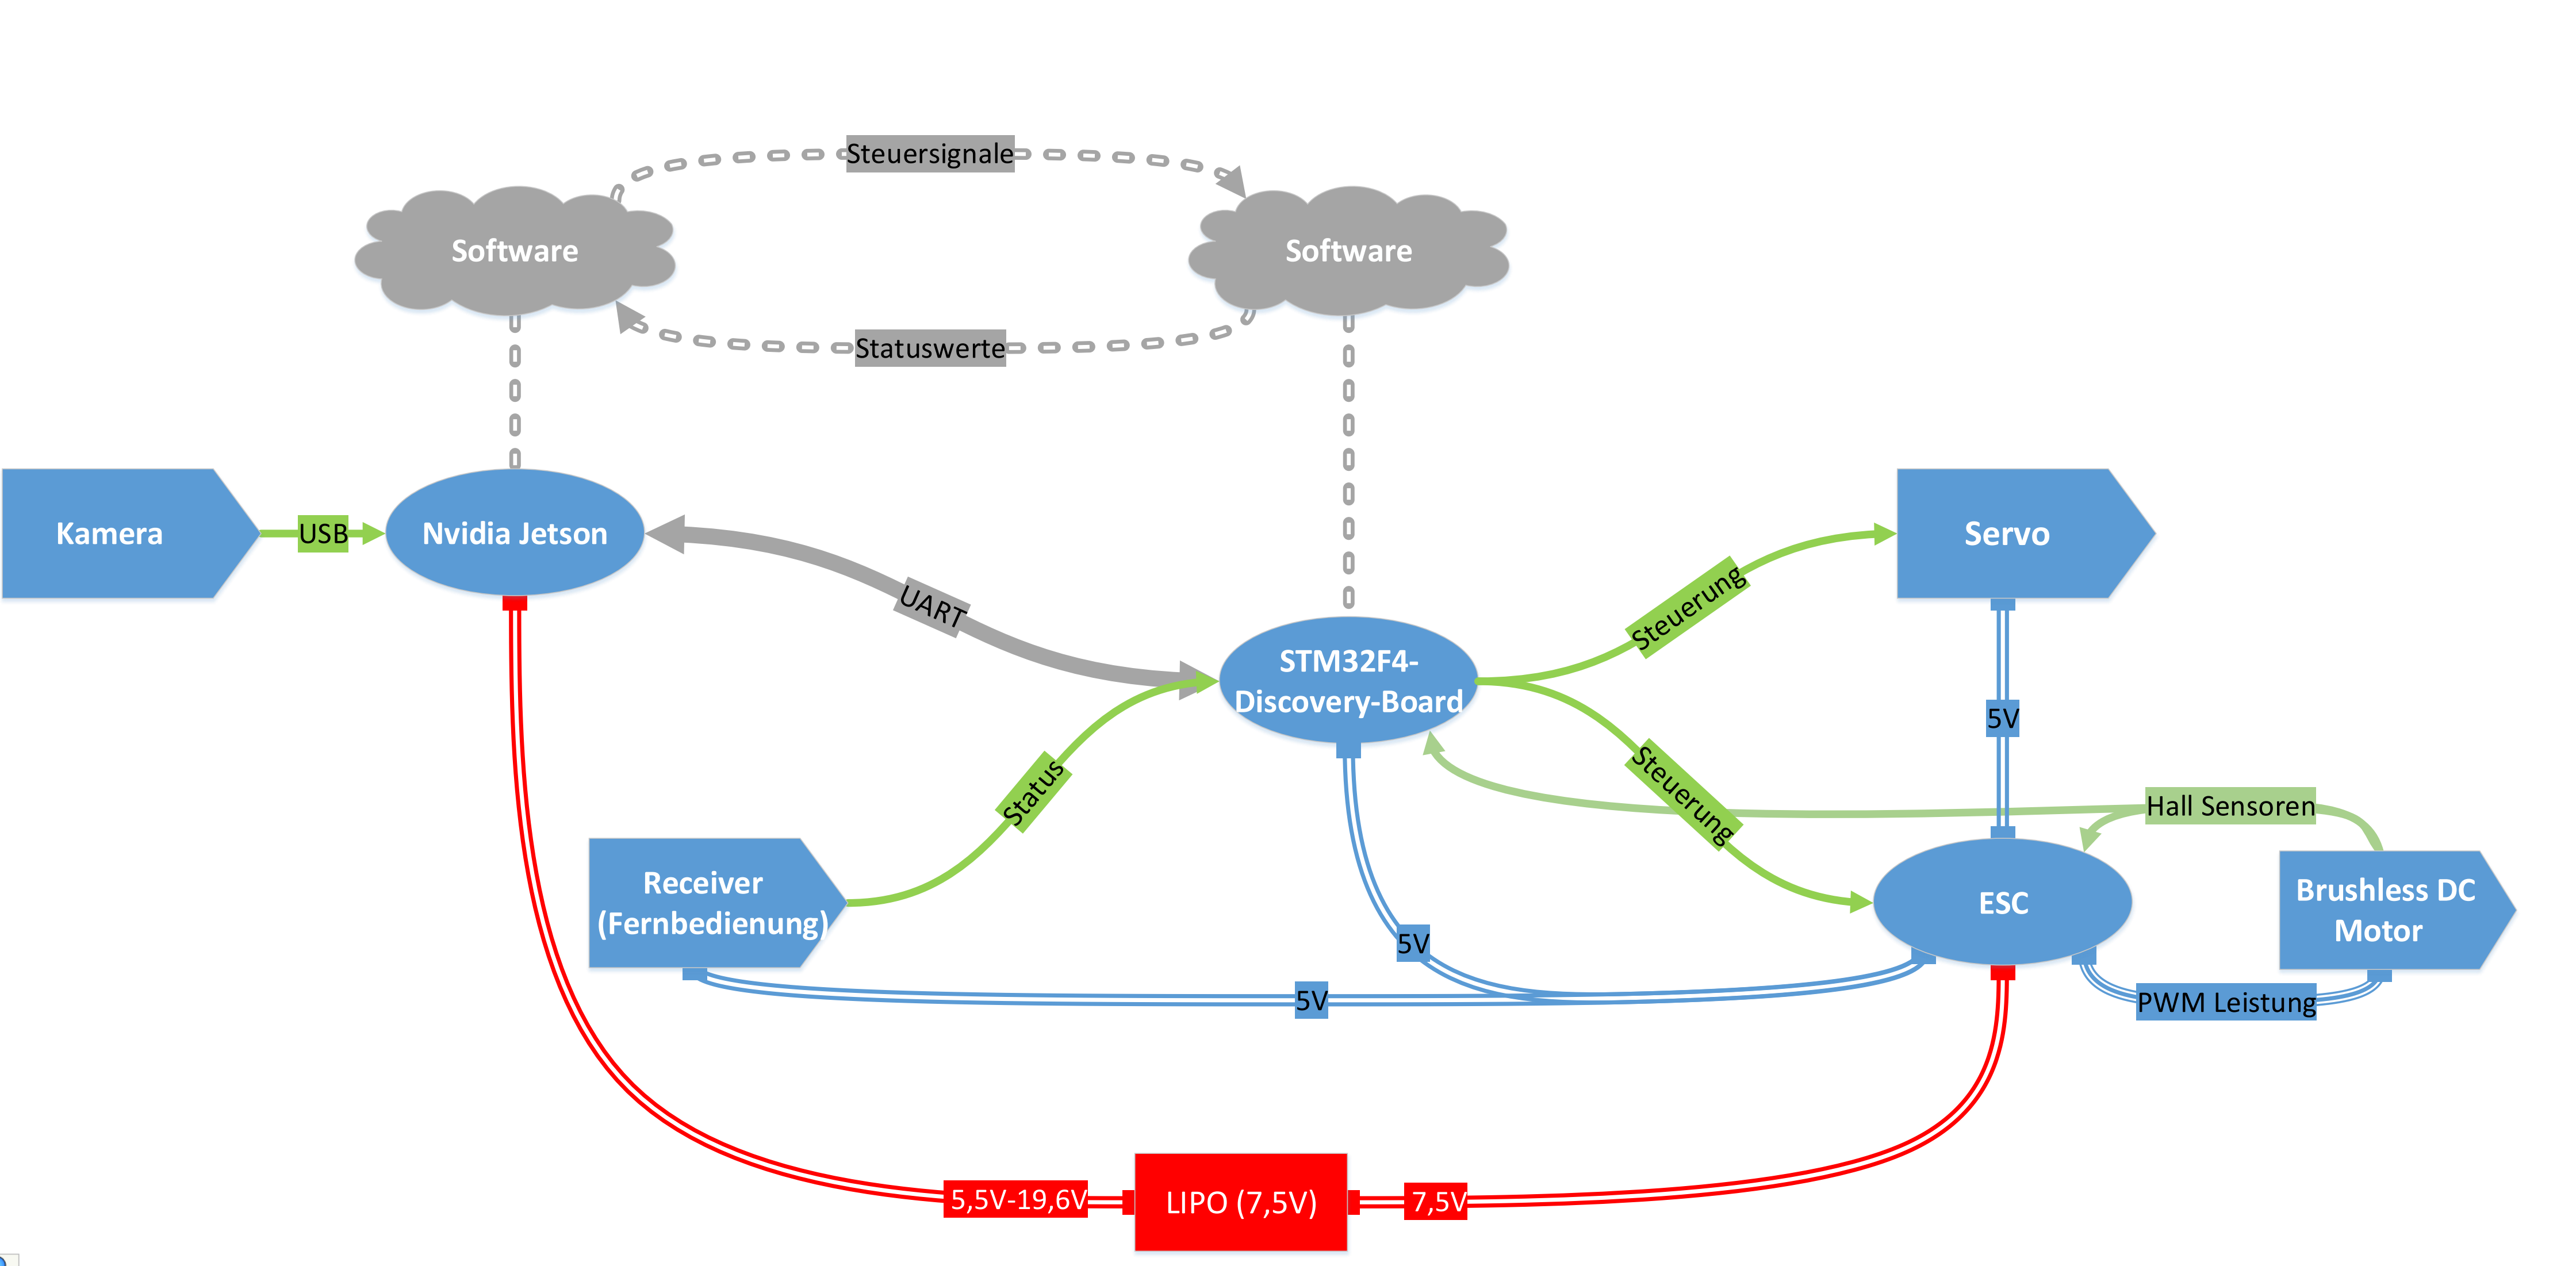 Steuersignale
Software
Software
Statuswerte
Kamera
USB
Nvidia Jetson
UART
STM32F4-
Discovery-Board
Steuerung
Servo
5V
Steuerung
Status
Hall Sensoren
Receiver
(Fernbedienung)
5V
5V
ESC
Brushless DC
Motor
PWM Leistung
5,5V-19,6V
LIPO (7,5V)
7,5V